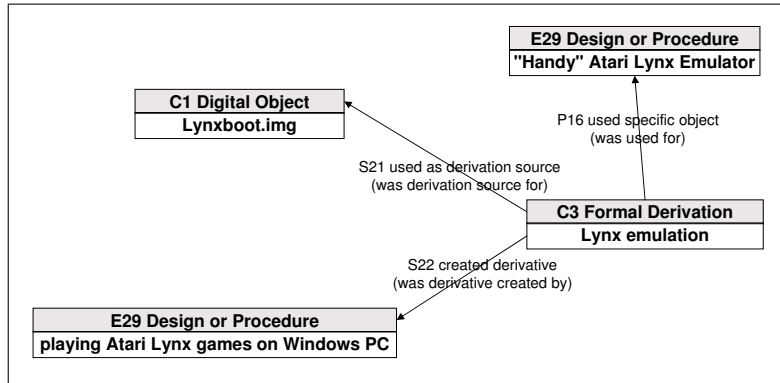 E29 Design or Procedure
"Handy" Atari Lynx Emulator
C1 Digital Object
Lynxboot.img
P16 used specific object
(was used for)
S21 used as derivation source
(was derivation source for)
C3 Formal Derivation
Lynx emulation
S22 created derivative
(was derivative created by)
E29 Design or Procedure
playing Atari Lynx games on Windows PC